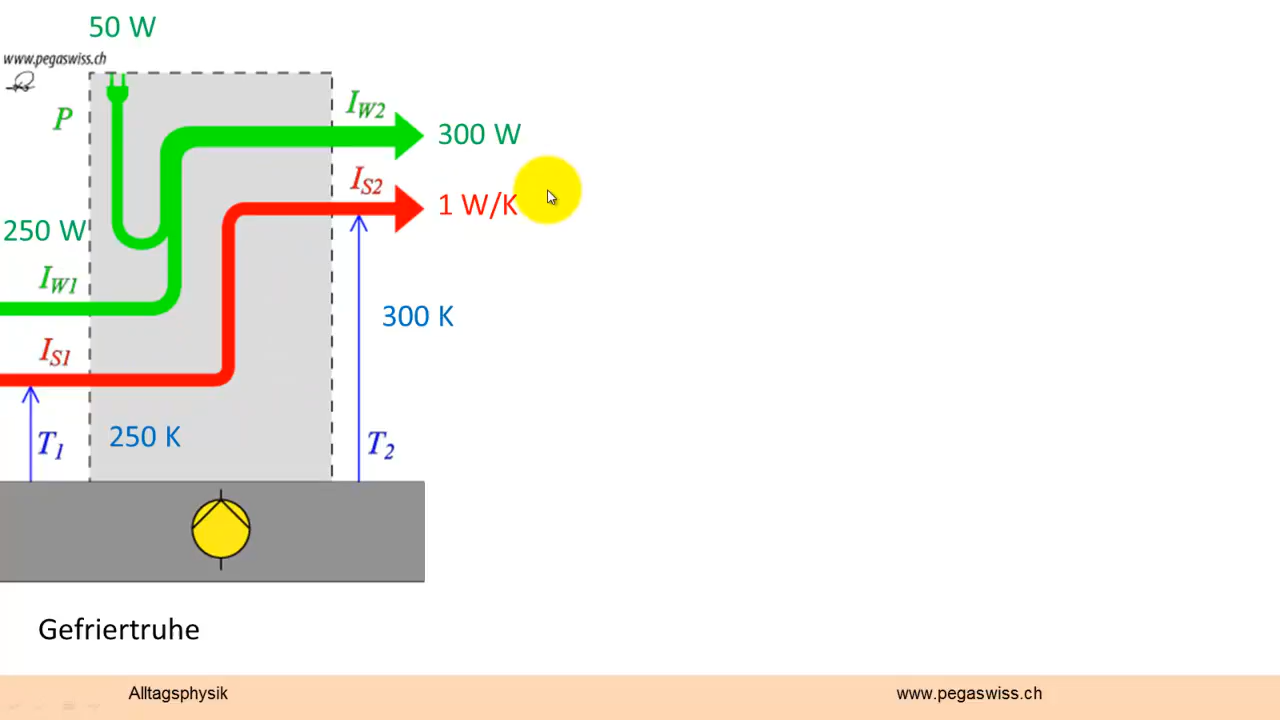 50 W
www.pegaswiss.ch
P
I_W2
300 W
I_S2
1 W/K
250 W
I_W1
300 K
I_S1
250 K
T_1
T_2
Gefriertruhe
Alltagsphysik
www.pegaswiss.ch